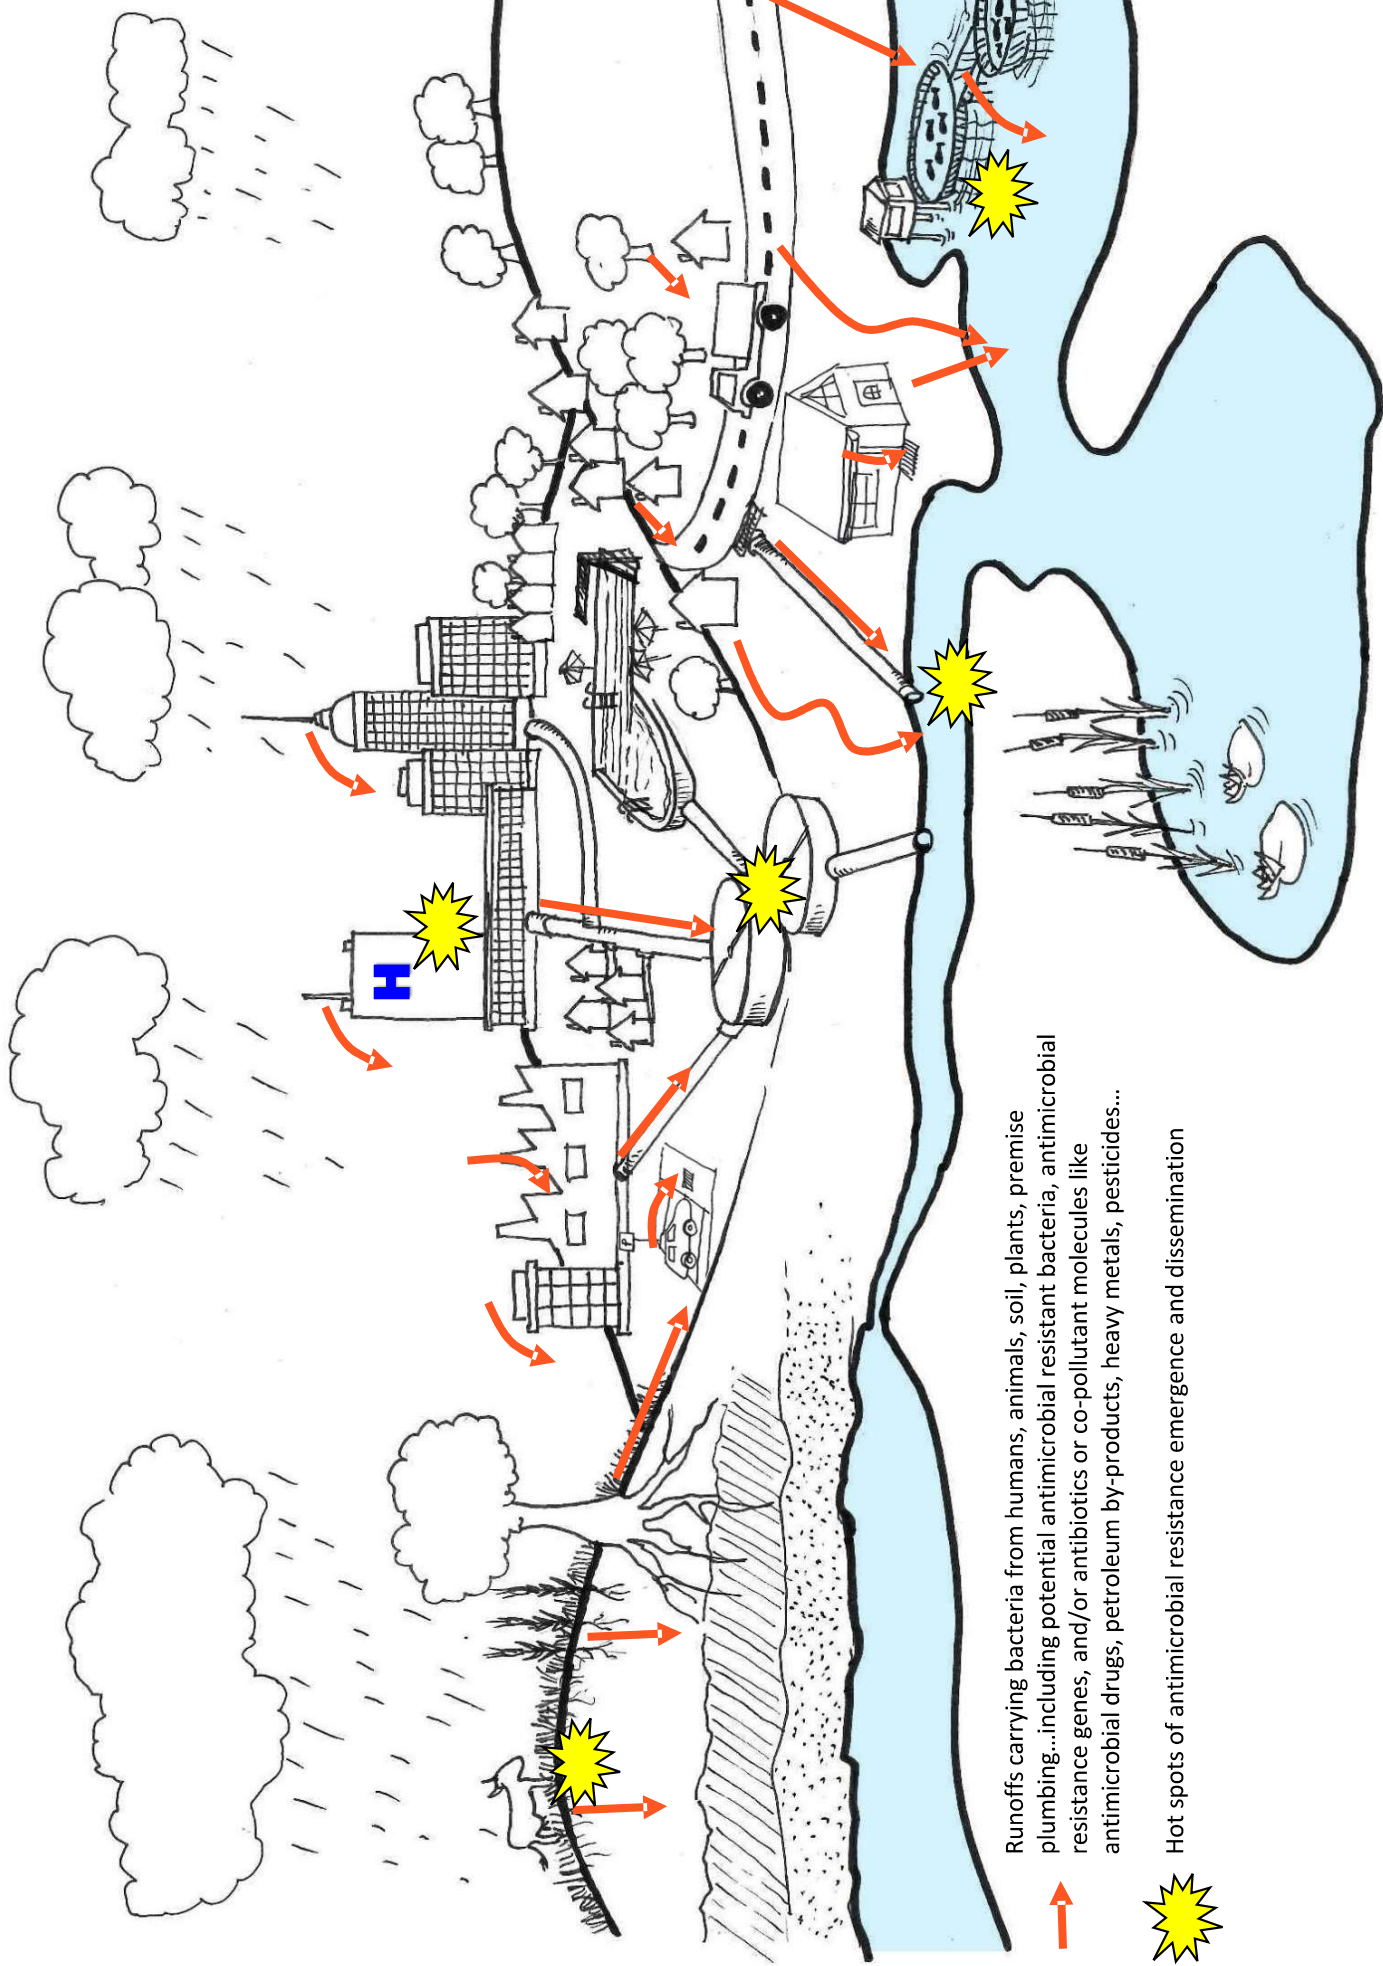 H
P
Runoffs carrying bacteria from humans, animals, soil, plants, premise
plumbing…including potential antimicrobial resistant bacteria, antimicrobial
resistance genes, and/or antibiotics or co-pollutant molecules like
antimicrobial drugs, petroleum by-products, heavy metals, pesticides…
Hot spots of antimicrobial resistance emergence and dissemination